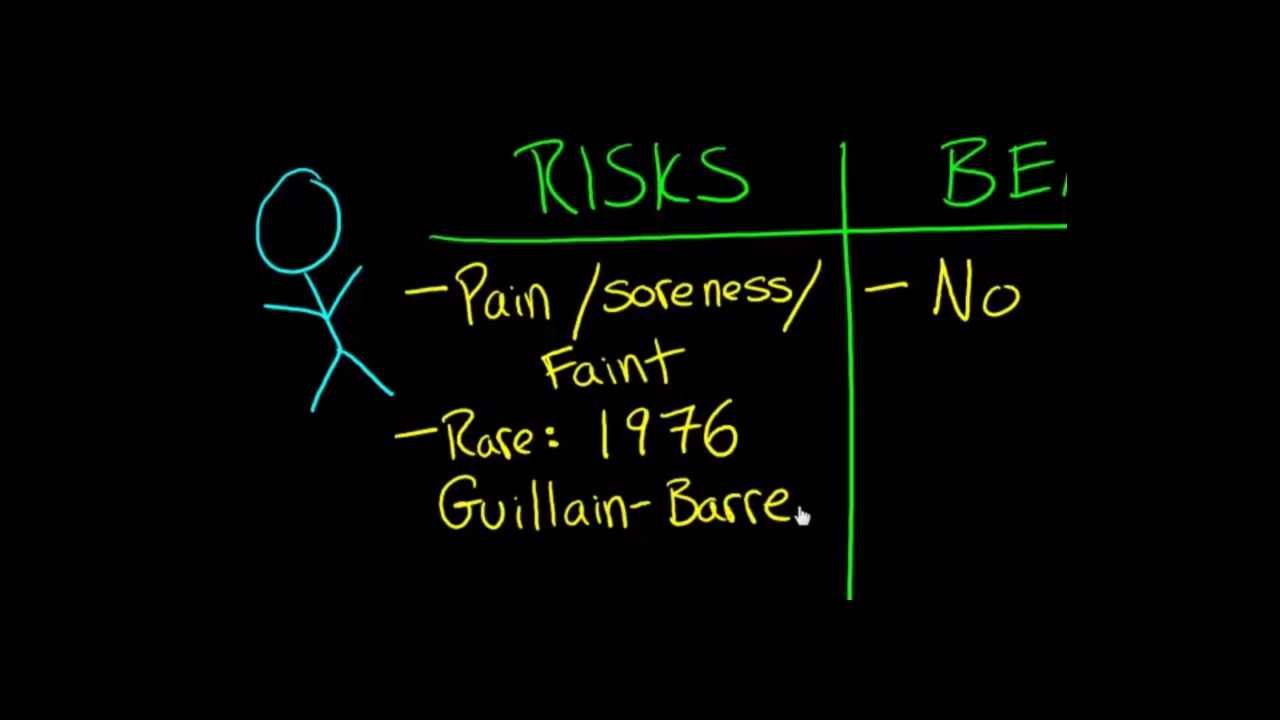 RISKS BE
- Pain /soreness/ - No
Faint
- Rare: 1976
Guillain-Barre